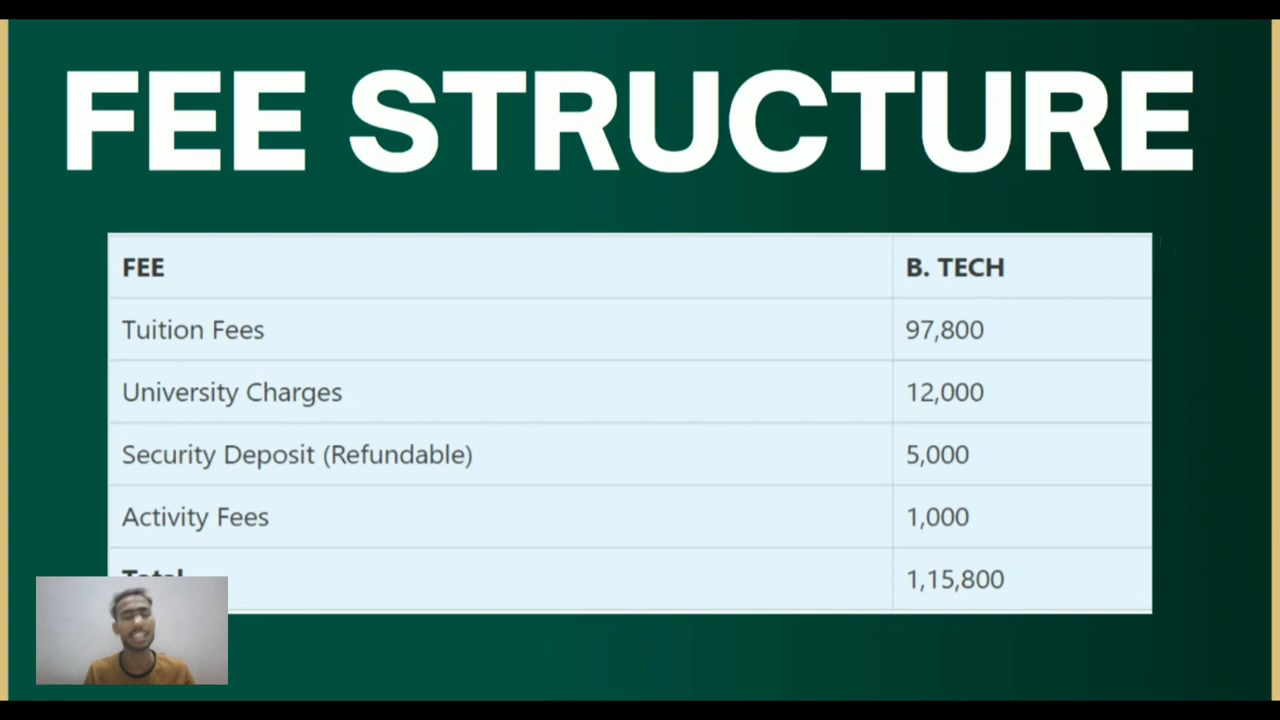 FEE STRUCTURE
FEE B. TECH
Tuition Fees 97,800
University Charges 12,000
Security Deposit (Refundable) 5,000
Activity Fees 1,000
Total 1,15,800